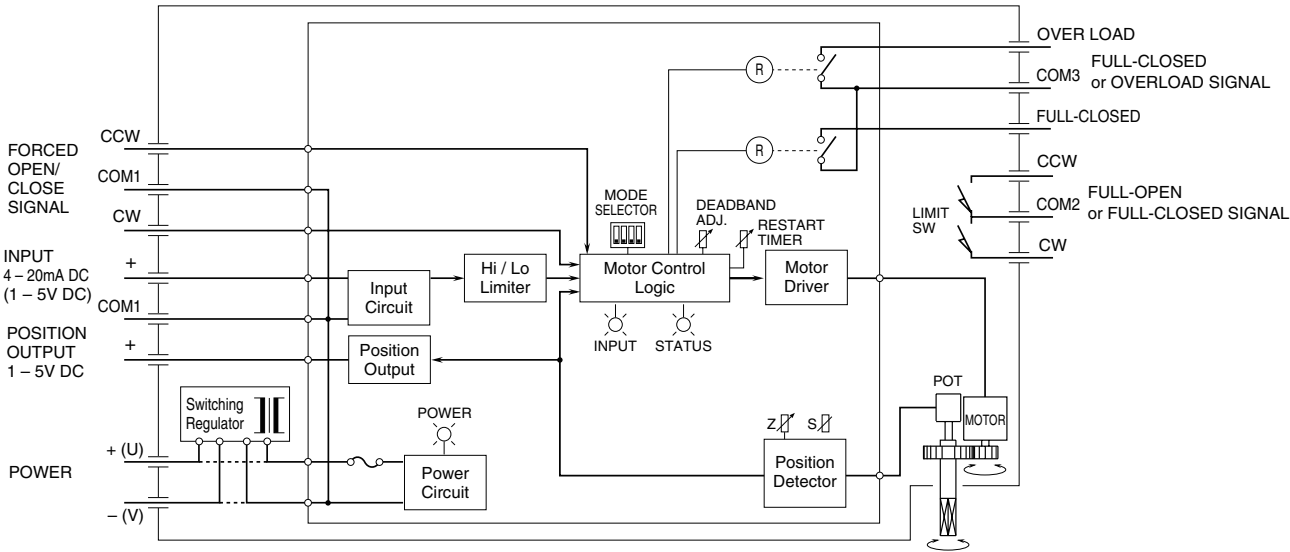 OVER LOAD
COM3
FULL-CLOSED
or OVERLOAD SIGNAL
FULL-CLOSED
R
R
CCW
COM2
CW
LIMIT
SW
FULL-OPEN
or FULL-CLOSED SIGNAL
FORCED
OPEN/
CLOSE
SIGNAL
CCW
COM1
CW
INPUT
4 – 20mA DC
(1 – 5V DC)
+
COM1
POSITION
OUTPUT
1 – 5V DC
+
POWER
+ (U)
– (V)
Switching
Regulator
Input
Circuit
Hi / Lo
Limiter
MODE
SELECTOR
DEADBAND
ADJ.
RESTART
TIMER
Motor Control
Logic
Motor
Driver
INPUT
STATUS
Position
Output
POWER
Power
Circuit
Z
S
Position
Detector
POT
MOTOR